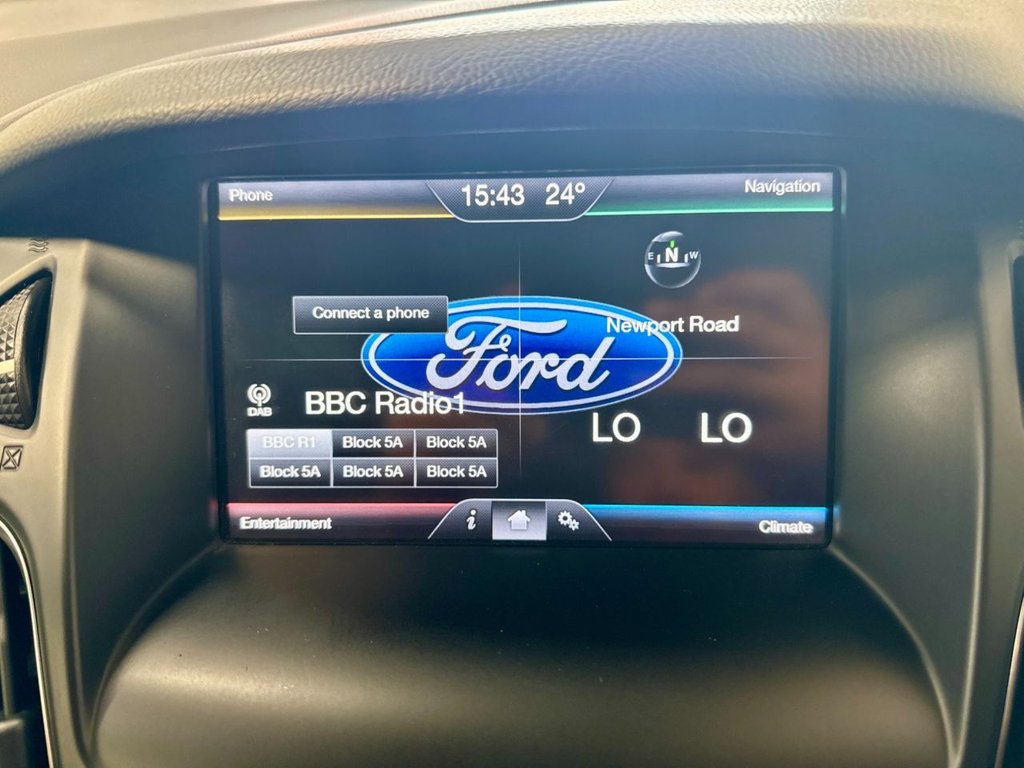 Phone
15:43 24°
Navigation
E N W
Connect a phone
Ford
Newport Road
DAB
BBC Radio1
LO LO
BBC R1 Block 5A Block 5A
Block 5A Block 5A Block 5A
Entertainment
i
Climate